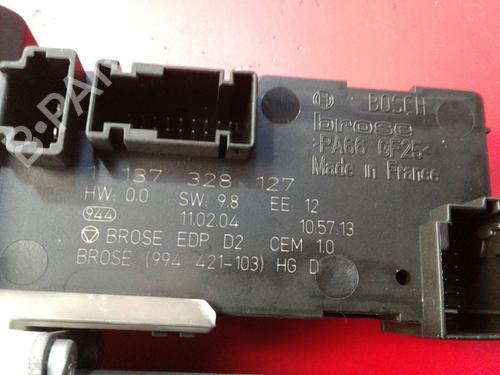 BOSCH
brose
>PA66-GF25<
Made in France
1 137 328 127
HW: 0.0 SW: 9.8 EE: 12
944 11.02.04 10:57:13
BROSE EDP D2 CEM 1.0
BROSE (994 421-103) HG D
B-PARTS